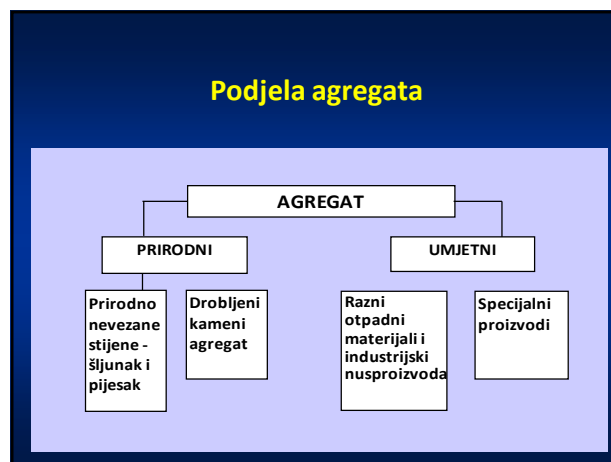 Podjela agregata
AGREGAT
PRIRODNI
UMJETNI
Prirodno
nevezane
stijene -
šljunak i
pijesak
Drobljeni
kameni
agregat
Razni
otpadni
materijali i
industrijski
nusproizvoda
Specijalni
proizvodi